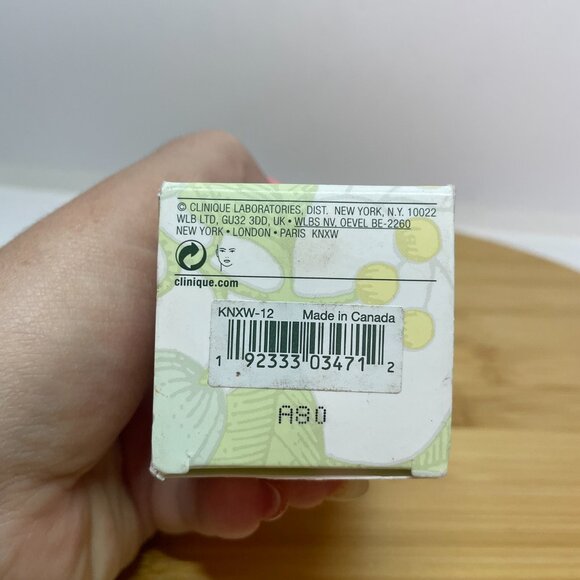 © CLINIQUE LABORATORIES, DIST. NEW YORK, N.Y. 10022
WLB LTD, GU32 3DD, UK • WLBS NV, OEVEL BE-2260
NEW YORK • LONDON • PARIS KNXW
clinique.com
KNXW-12 Made in Canada
1 92333 03471 2
A80